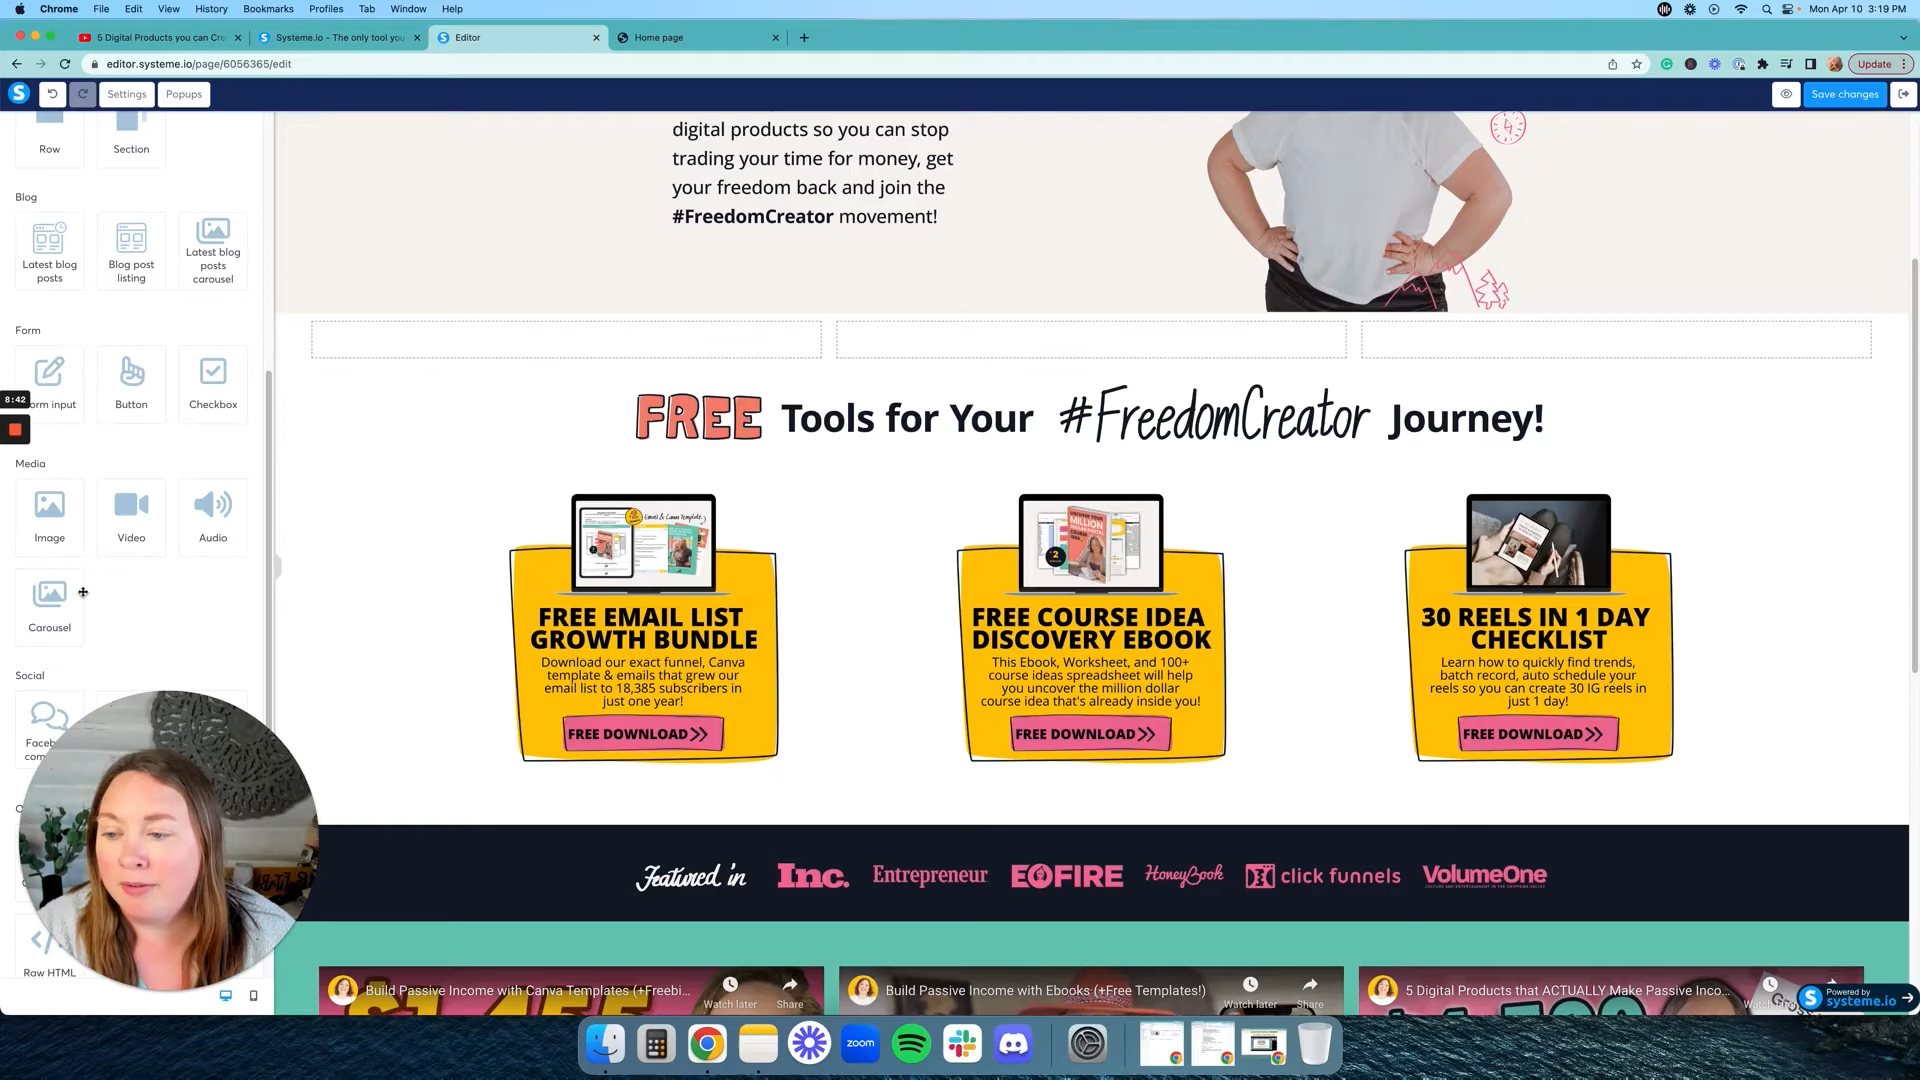 Chrome File Edit View History Bookmarks Profiles Tab Window Help
Mon Apr 10 3:19 PM
5 Digital Products you can Cre
Systeme.io - The only tool you
Editor
Home page
editor.systeme.io/page/6056365/edit
Update
Settings
Popups
Save changes
Row
Section
Blog
Latest blog posts
Blog post listing
Latest blog posts carousel
Form
8:42
orm input
Button
Checkbox
Media
Image
Video
Audio
Carousel
Social
Faceb
com
Raw HTML
digital products so you can stop
trading your time for money, get
your freedom back and join the
#FreedomCreator movement!
FREE Tools for Your #FreedomCreator Journey!
FREE EMAIL LIST
GROWTH BUNDLE
Download our exact funnel, Canva
template & emails that grew our
email list to 18,385 subscribers in
just one year!
FREE DOWNLOAD
FREE COURSE IDEA
DISCOVERY EBOOK
This Ebook, Worksheet, and 100+
course ideas spreadsheet will help
you uncover the million dollar
course idea that's already inside you!
FREE DOWNLOAD
30 REELS IN 1 DAY
CHECKLIST
Learn how to quickly find trends,
batch record, auto schedule your
reels so you can create 30 IG reels in
just 1 day!
FREE DOWNLOAD
Featured in Inc. Entrepreneur EOFIRE HoneyBook click funnels VolumeOne
Build Passive Income with Canva Templates (+Freebi...
Watch later
Share
Build Passive Income with Ebooks (+Free Templates!)
Watch later
Share
5 Digital Products that ACTUALLY Make Passive Inco...
Powered by
systeme.io
zoom